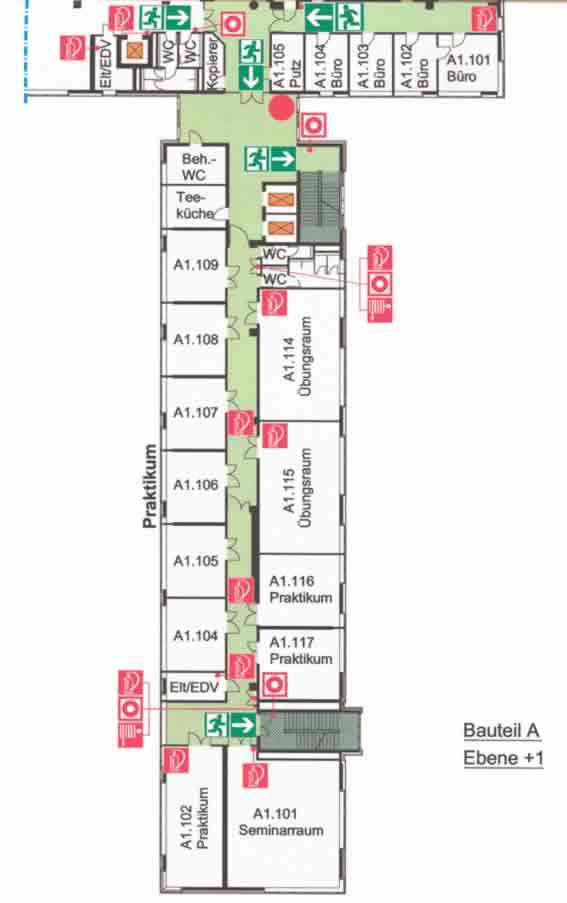 Elt/EDV
WC
WC
Kopierer
A1.105
Putz
A1.104
Büro
A1.103
Büro
A1.102
Büro
A1.101
Büro
Beh.-
WC
Tee-
küche
WC
WC
A1.109
A1.108
A1.114
Übungsraum
A1.107
Praktikum
A1.106
A1.115
Übungsraum
A1.105
A1.116
Praktikum
A1.104
A1.117
Praktikum
Elt/EDV
Bauteil A
Ebene +1
A1.102
Praktikum
A1.101
Seminarraum